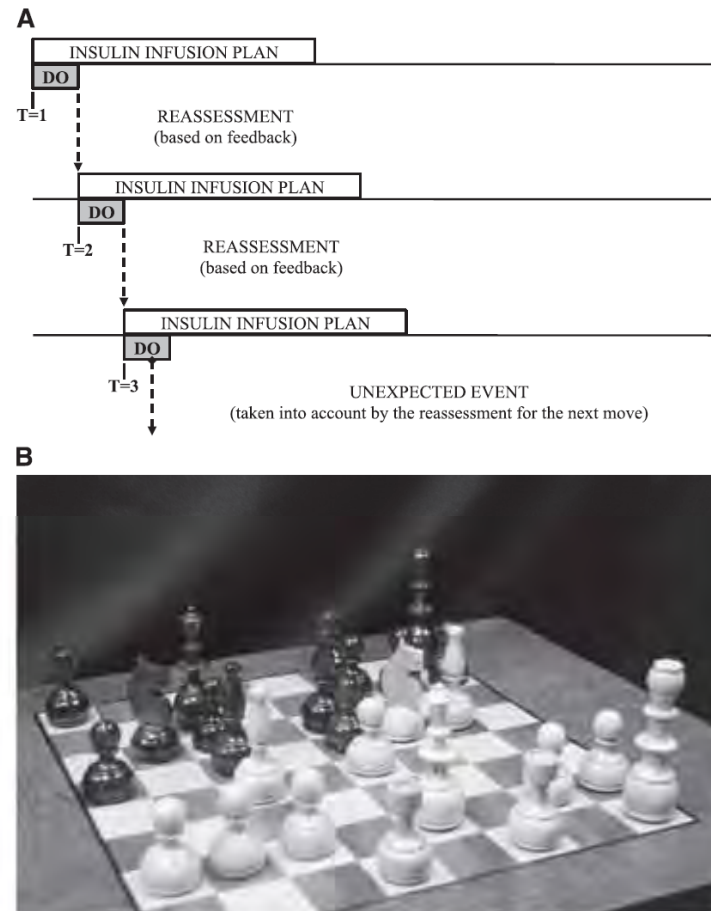 A
INSULIN INFUSION PLAN
DO
T=1
REASSESSMENT
(based on feedback)
INSULIN INFUSION PLAN
DO
T=2
REASSESSMENT
(based on feedback)
INSULIN INFUSION PLAN
DO
T=3
UNEXPECTED EVENT
(taken into account by the reassessment for the next move)
B